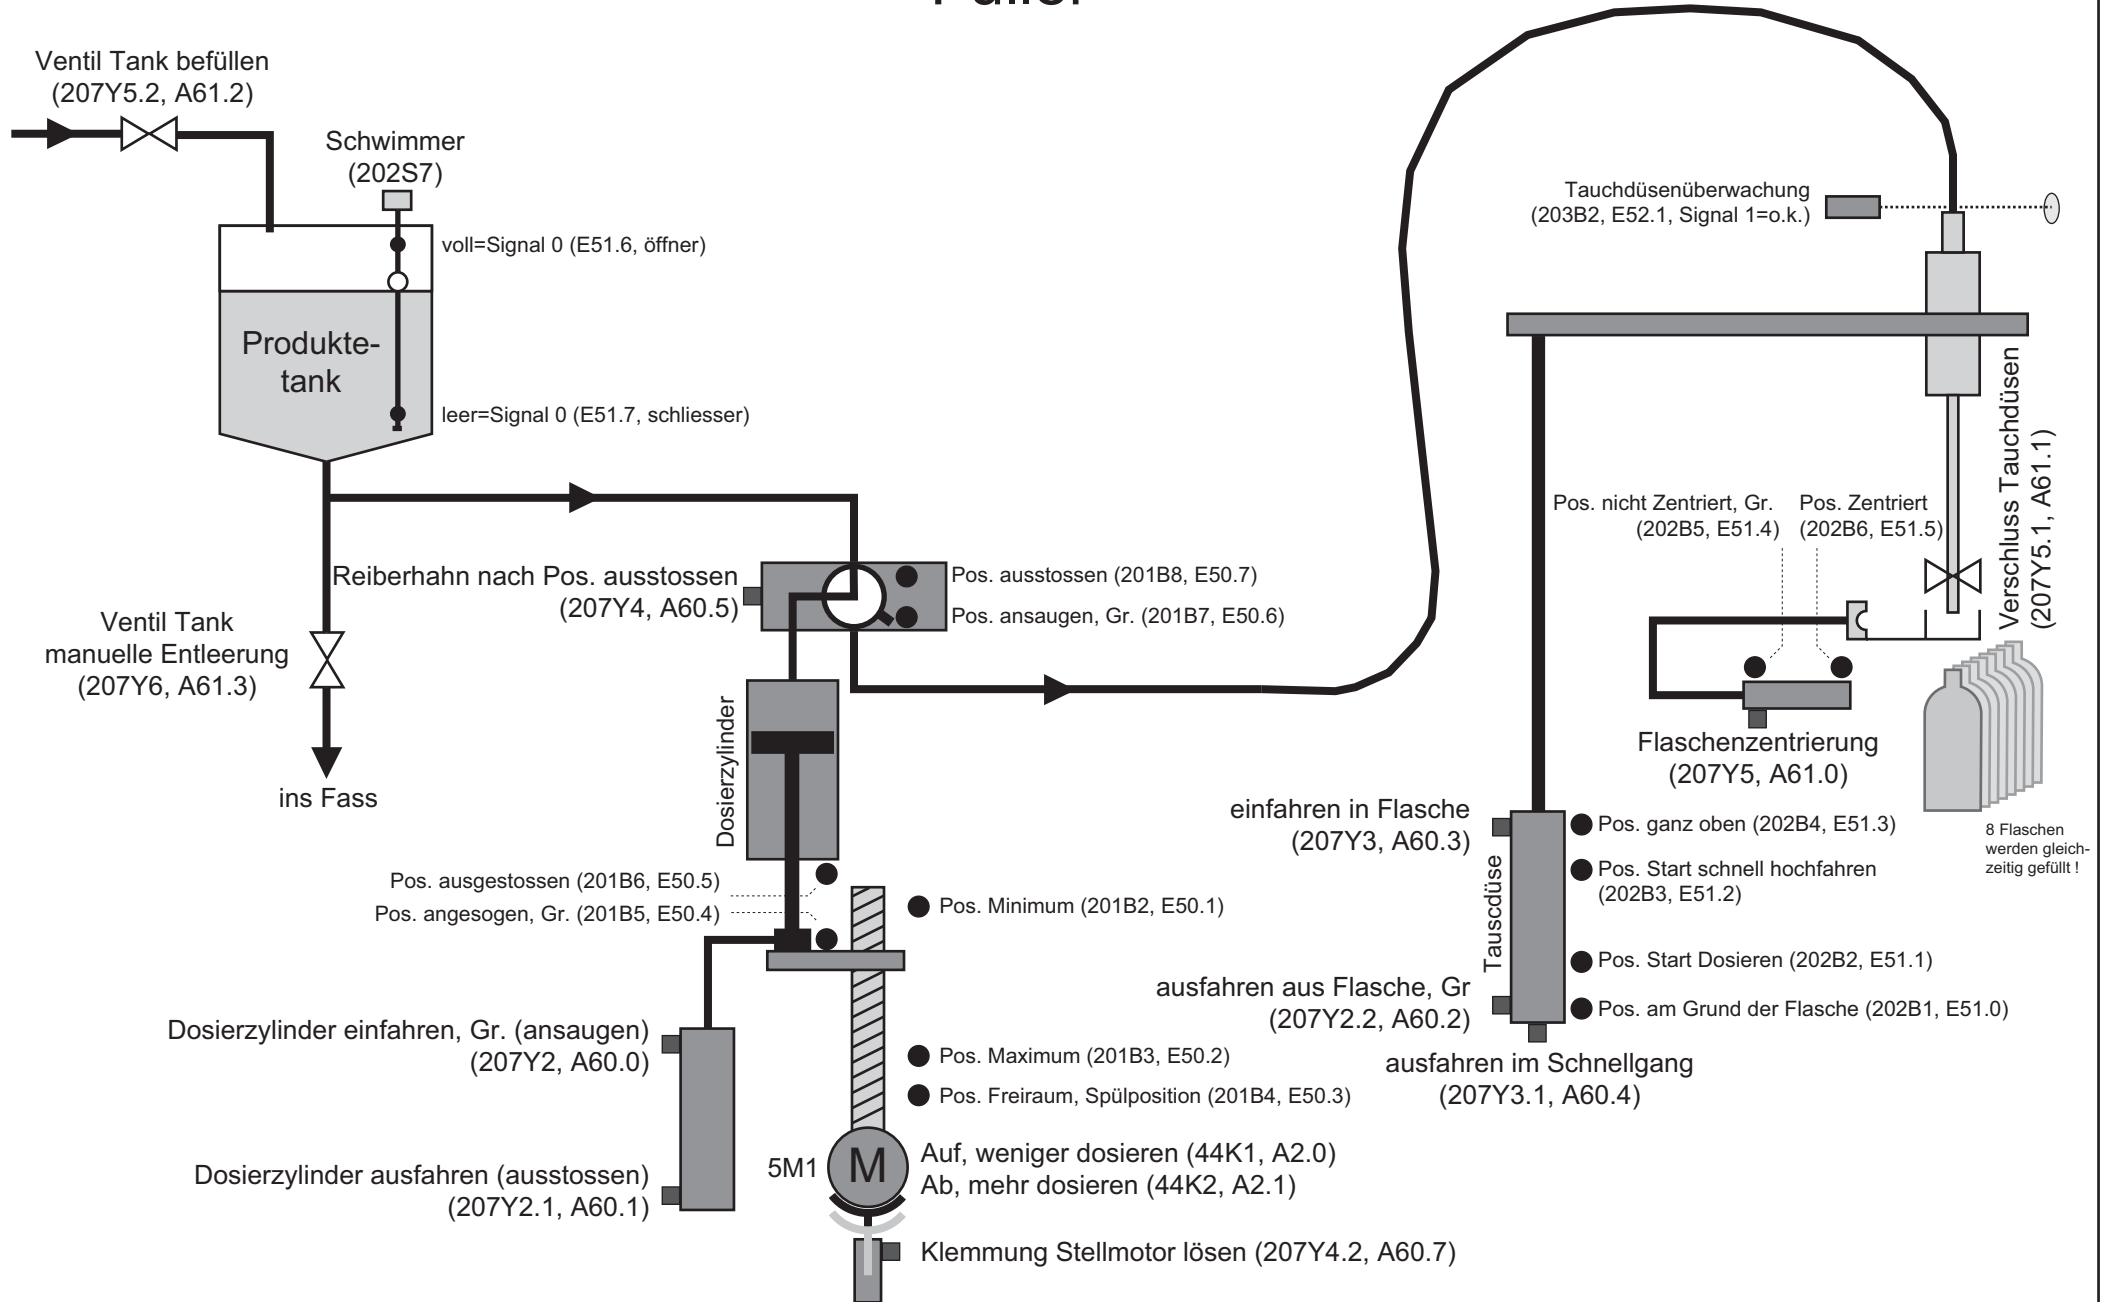 Ventil Tank befüllen
(207Y5.2, A61.2)
Schwimmer
(202S7)
voll=Signal 0 (E51.6, öffner)
Produkte-
tank
leer=Signal 0 (E51.7, schliesser)
Tauchdüsenüberwachung
(203B2, E52.1, Signal 1=o.k.)
Verschluss Tauchdüsen
(207Y5.1, A61.1)
Pos. nicht Zentriert, Gr.
(202B5, E51.4)
Pos. Zentriert
(202B6, E51.5)
Reiberhahn nach Pos. ausstossen
(207Y4, A60.5)
Pos. ausstossen (201B8, E50.7)
Pos. ansaugen, Gr. (201B7, E50.6)
Ventil Tank
manuelle Entleerung
(207Y6, A61.3)
ins Fass
Dosierzylinder
Flaschenzentrierung
(207Y5, A61.0)
8 Flaschen
werden gleich-
zeitig gefüllt !
einfahren in Flasche
(207Y3, A60.3)
Tauscdüse
Pos. ganz oben (202B4, E51.3)
Pos. Start schnell hochfahren
(202B3, E51.2)
Pos. Start Dosieren (202B2, E51.1)
Pos. am Grund der Flasche (202B1, E51.0)
ausfahren aus Flasche, Gr
(207Y2.2, A60.2)
ausfahren im Schnellgang
(207Y3.1, A60.4)
Pos. ausgestossen (201B6, E50.5)
Pos. angesogen, Gr. (201B5, E50.4)
Pos. Minimum (201B2, E50.1)
Dosierzylinder einfahren, Gr. (ansaugen)
(207Y2, A60.0)
Pos. Maximum (201B3, E50.2)
Pos. Freiraum, Spülposition (201B4, E50.3)
Dosierzylinder ausfahren (ausstossen)
(207Y2.1, A60.1)
5M1
M
Auf, weniger dosieren (44K1, A2.0)
Ab, mehr dosieren (44K2, A2.1)
Klemmung Stellmotor lösen (207Y4.2, A60.7)